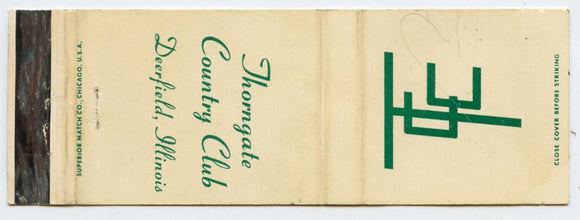 SUPERIOR MATCH CO., CHICAGO, U.S.A.
Thorngate
Country Club
Deerfield, Illinois
CLOSE COVER BEFORE STRIKING